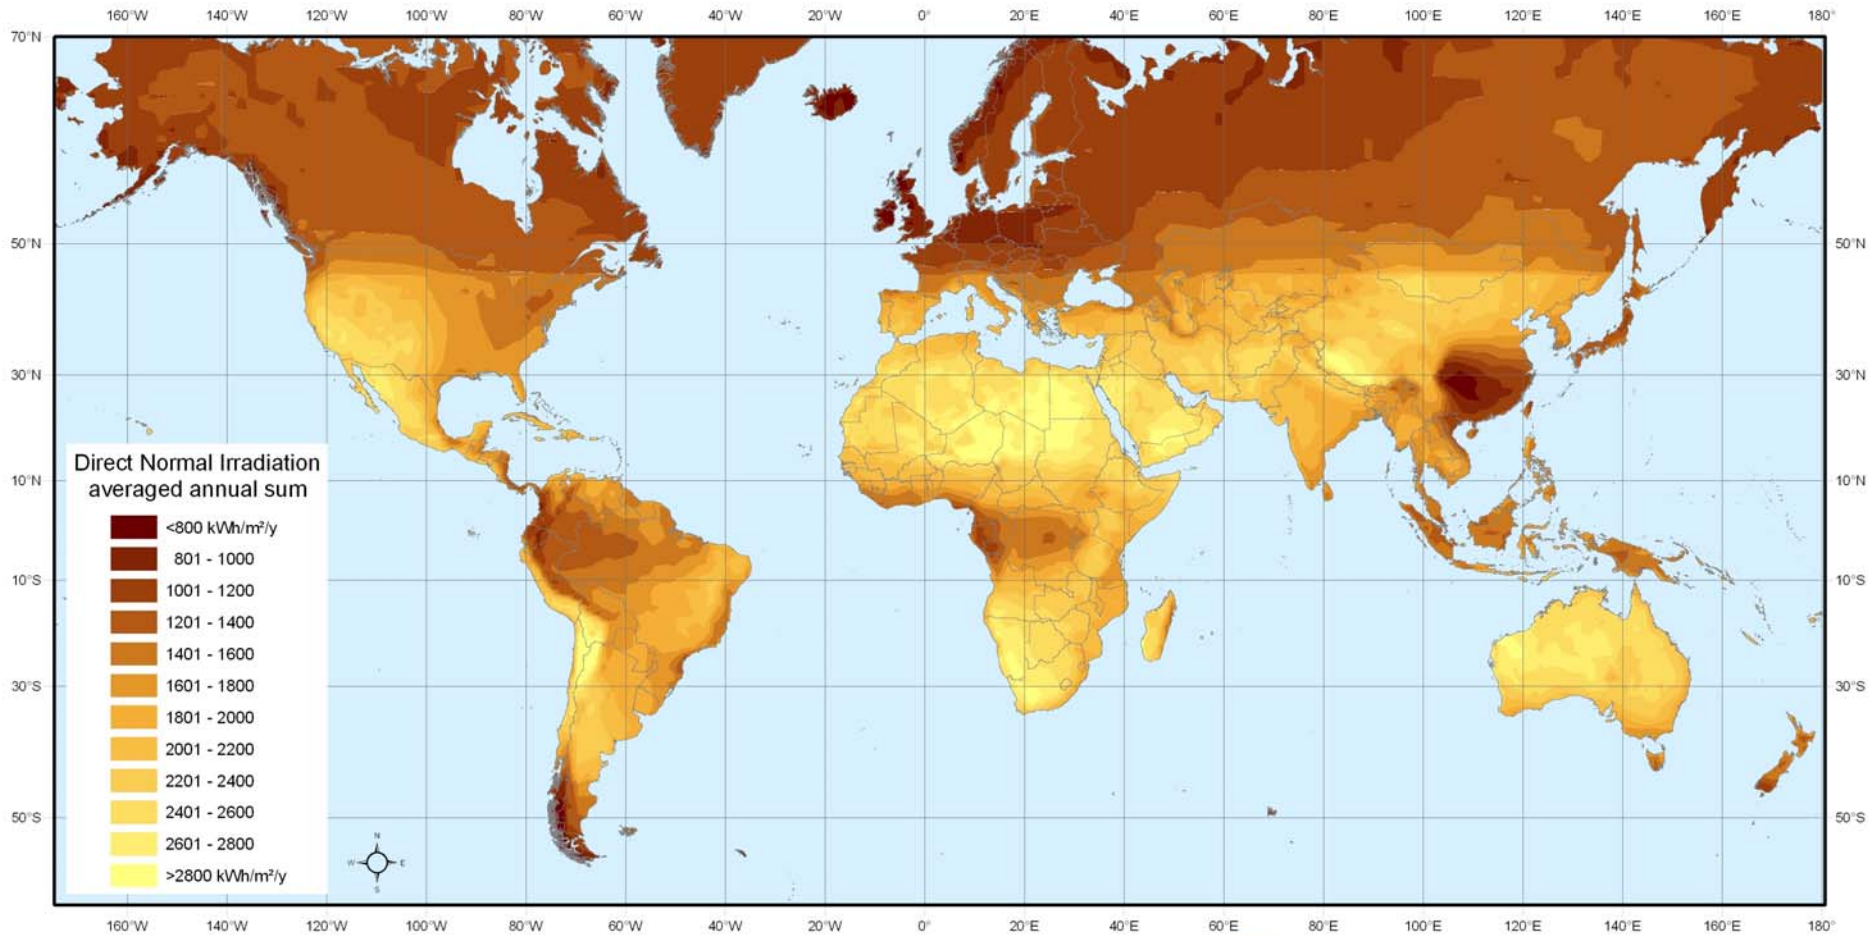 160°W 140°W 120°W 100°W 80°W 60°W 40°W 20°W 0° 20°E 40°E 60°E 80°E 100°E 120°E 140°E 160°E 180°
70°N
50°N 50°N
30°N 30°N
10°N 10°N
10°S 10°S
30°S 30°S
50°S 50°S
Direct Normal Irradiation
averaged annual sum
<800 kWh/m²/y
801 - 1000
1001 - 1200
1201 - 1400
1401 - 1600
1601 - 1800
1801 - 2000
2001 - 2200
2201 - 2400
2401 - 2600
2601 - 2800
>2800 kWh/m²/y
N
W E
S
160°W 140°W 120°W 100°W 80°W 60°W 40°W 20°W 0° 20°E 40°E 60°E 80°E 100°E 120°E 140°E 160°E 180°